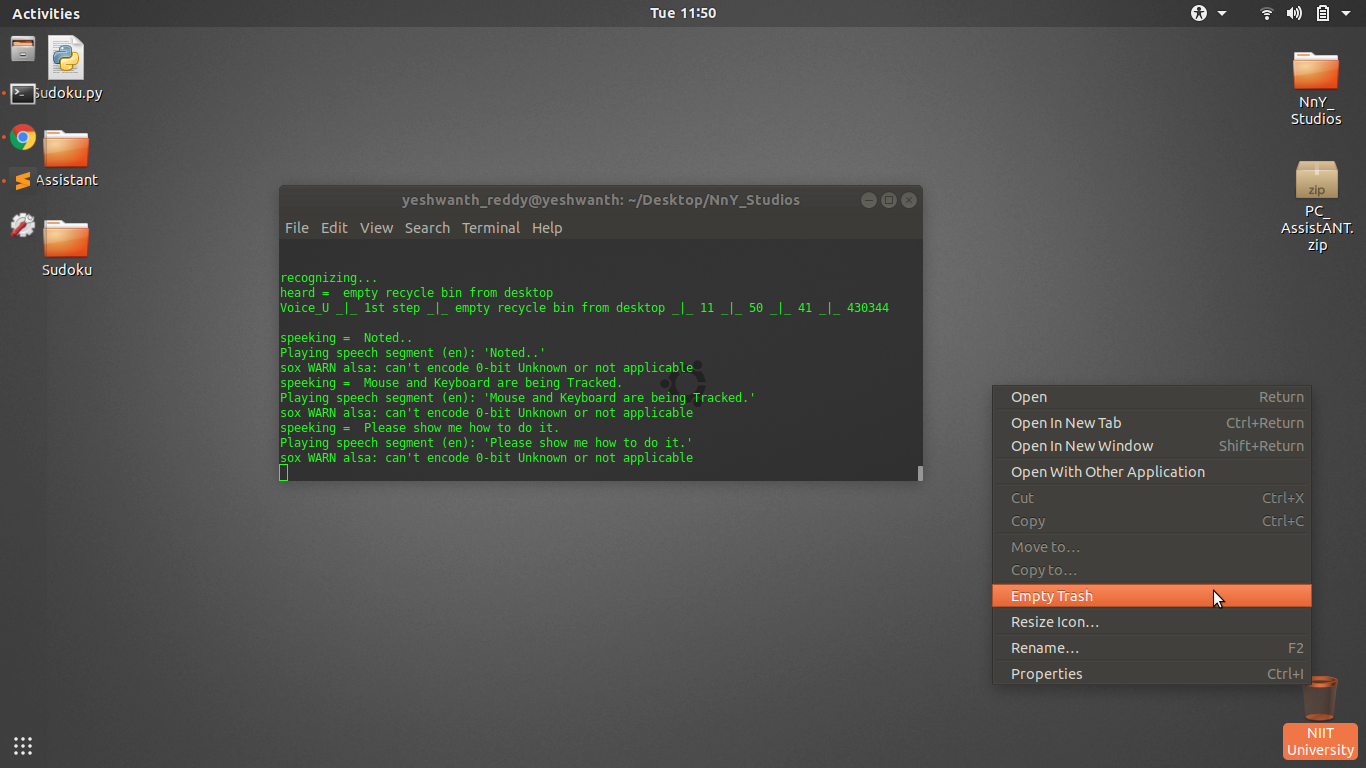 Activities
Tue 11:50
Sudoku.py
Assistant
Sudoku
NnY_
Studios
zip
PC_
AssistANT.
zip
yeshwanth_reddy@yeshwanth: ~/Desktop/NnY_Studios
File Edit View Search Terminal Help
recognizing...
heard =  empty recycle bin from desktop
Voice_U _|_ 1st step _|_ empty recycle bin from desktop _|_ 11 _|_ 50 _|_ 41 _|_ 430344
speeking =  Noted..
Playing speech segment (en): 'Noted..'
sox WARN alsa: can't encode 0-bit Unknown or not applicable
speeking =  Mouse and Keyboard are being Tracked.
Playing speech segment (en): 'Mouse and Keyboard are being Tracked.'
sox WARN alsa: can't encode 0-bit Unknown or not applicable
speeking =  Please show me how to do it.
Playing speech segment (en): 'Please show me how to do it.'
sox WARN alsa: can't encode 0-bit Unknown or not applicable
Open Return
Open In New Tab Ctrl+Return
Open In New Window Shift+Return
Open With Other Application
Cut Ctrl+X
Copy Ctrl+C
Move to…
Copy to…
Empty Trash
Resize Icon…
Rename… F2
Properties Ctrl+I
NIIT
University